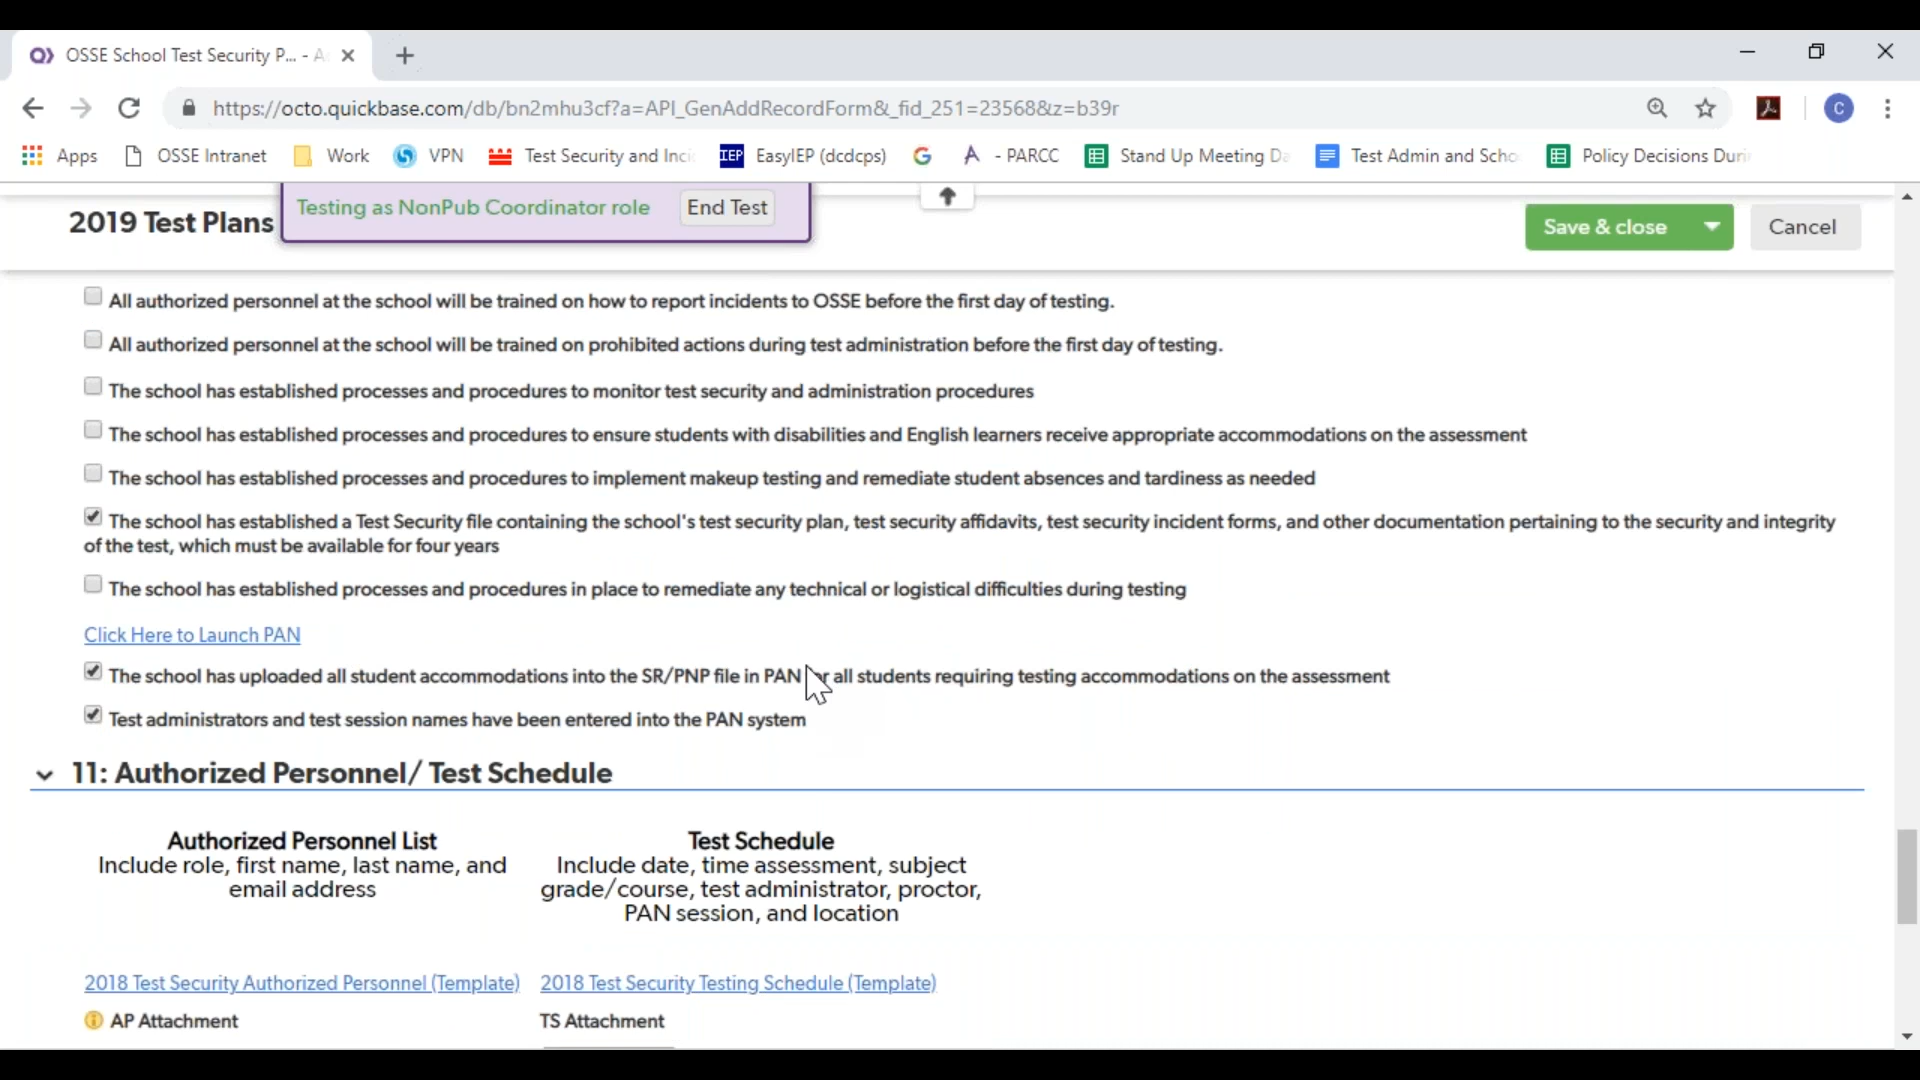 OSSE School Test Security P... - A
https://octo.quickbase.com/db/bn2mhu3cf?a=API_GenAddRecordForm&_fid_251=23568&z=b39r
C
Apps OSSE Intranet Work VPN Test Security and Inci IEP EasyIEP (dcdcps) G - PARCC Stand Up Meeting Da Test Admin and Scho Policy Decisions Duri
2019 Test Plans
Testing as NonPub Coordinator role End Test
Save & close Cancel
All authorized personnel at the school will be trained on how to report incidents to OSSE before the first day of testing.
All authorized personnel at the school will be trained on prohibited actions during test administration before the first day of testing.
The school has established processes and procedures to monitor test security and administration procedures
The school has established processes and procedures to ensure students with disabilities and English learners receive appropriate accommodations on the assessment
The school has established processes and procedures to implement makeup testing and remediate student absences and tardiness as needed
The school has established a Test Security file containing the school's test security plan, test security affidavits, test security incident forms, and other documentation pertaining to the security and integrity
of the test, which must be available for four years
The school has established processes and procedures in place to remediate any technical or logistical difficulties during testing
Click Here to Launch PAN
The school has uploaded all student accommodations into the SR/PNP file in PAN all students requiring testing accommodations on the assessment
Test administrators and test session names have been entered into the PAN system
11: Authorized Personnel/ Test Schedule
Authorized Personnel List
Include role, first name, last name, and
email address
Test Schedule
Include date, time assessment, subject
grade/course, test administrator, proctor,
PAN session, and location
2018 Test Security Authorized Personnel (Template) 2018 Test Security Testing Schedule (Template)
AP Attachment TS Attachment